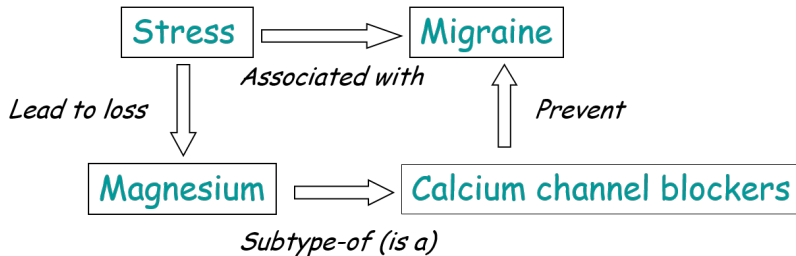 Stress
Migraine
Associated with
Lead to loss
Prevent
Magnesium
Calcium channel blockers
Subtype-of (is a)